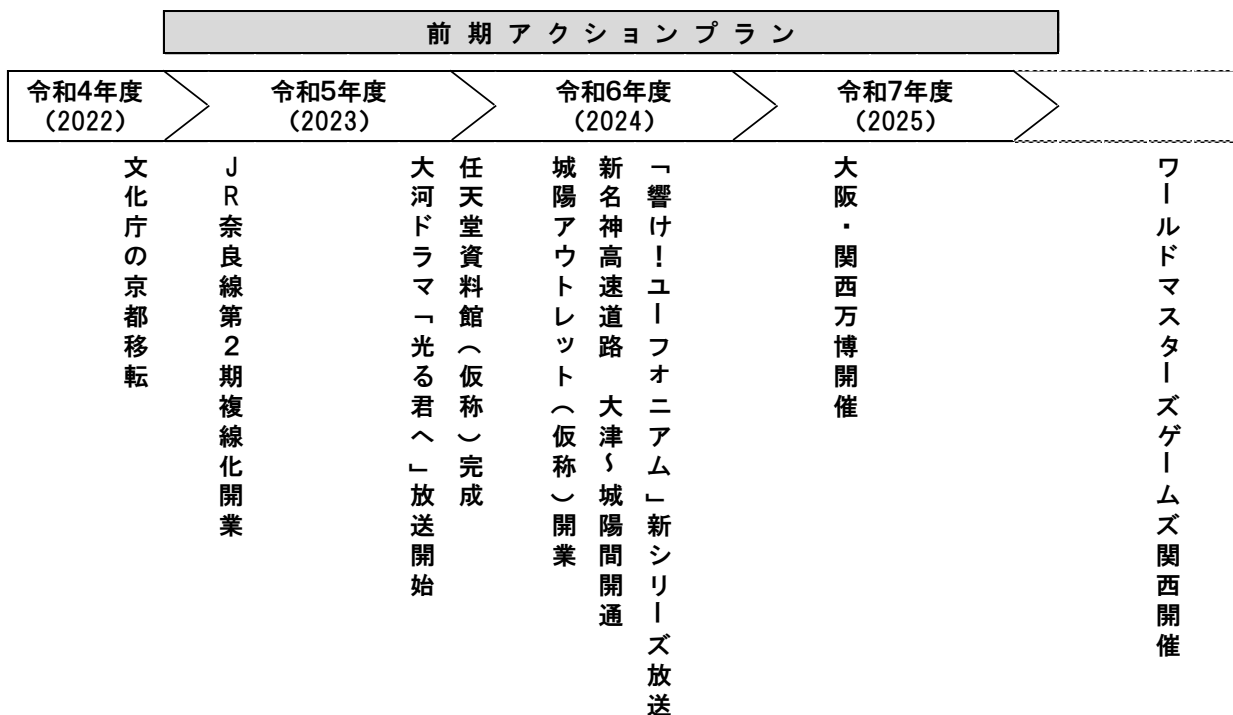 前期アクションプラン
令和4年度
(2022)
令和5年度
(2023)
令和6年度
(2024)
令和7年度
(2025)
文化庁の京都移転
JR奈良線第2期複線化開業
大河ドラマ「光る君へ」放送開始
任天堂資料館(仮称)完成
城陽アウトレット(仮称)開業
新名神高速道路 大津~城陽間開通
「響け!ユーフォニアム」新シリーズ放送
大阪・関西万博開催
ワールドマスターズゲームズ関西開催